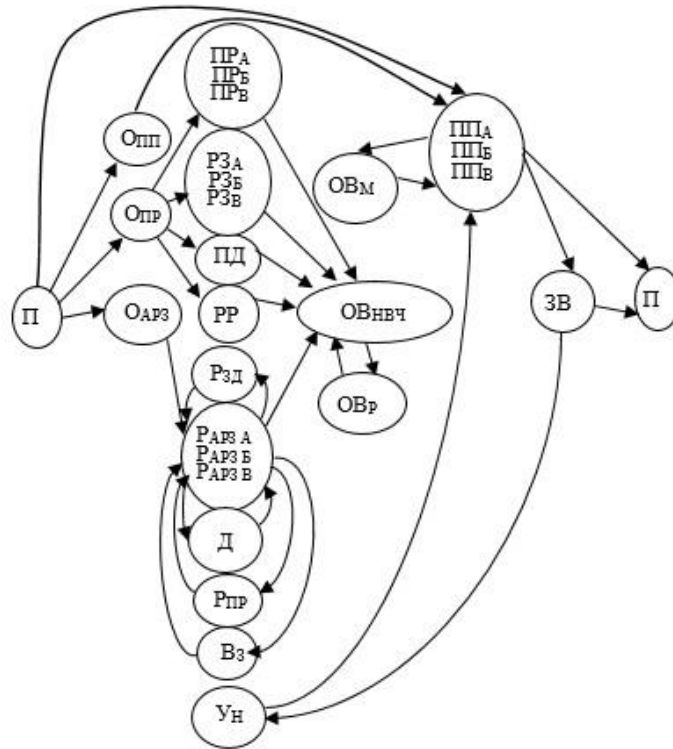 ПРА
ПРБ
ПРВ
ППА
ППБ
ППВ
ОПП
РЗА
РЗБ
РЗВ
ОВМ
ОПР
ПД
П
ОАРЗ
РР
ОВНВЧ
ЗВ
П
РЗД
ОВР
РАРЗ А
РАРЗ Б
РАРЗ В
Д
РПР
ВЗ
УН